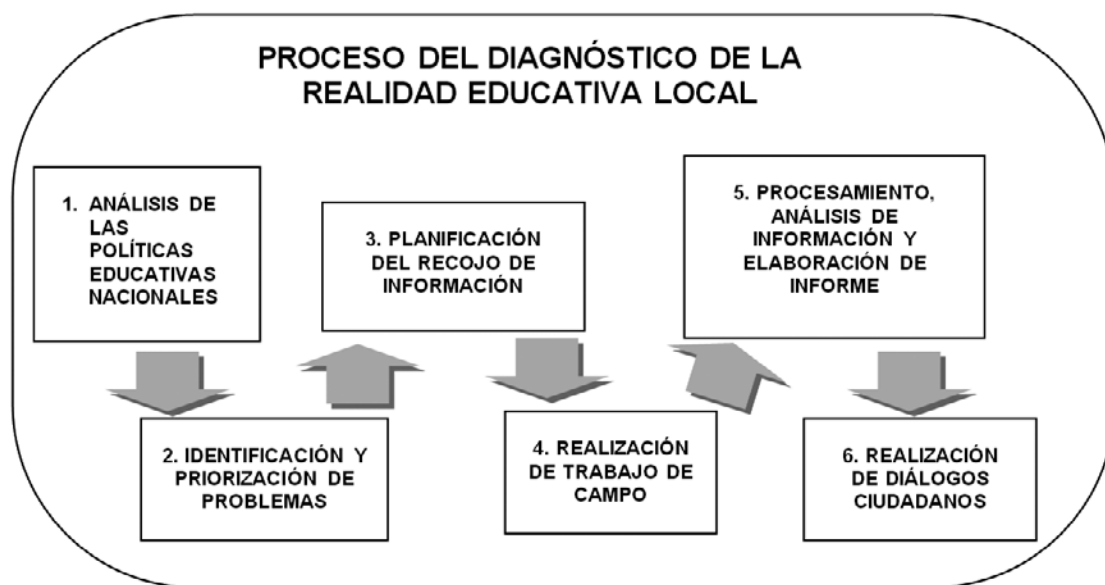 PROCESO DEL DIAGNÓSTICO DE LA
REALIDAD EDUCATIVA LOCAL
1. ANÁLISIS DE
LAS
POLÍTICAS
EDUCATIVAS
NACIONALES
2. IDENTIFICACIÓN Y
PRIORIZACIÓN DE
PROBLEMAS
3. PLANIFICACIÓN
DEL RECOJO DE
INFORMACIÓN
4. REALIZACIÓN
DE TRABAJO DE
CAMPO
5. PROCESAMIENTO,
ANÁLISIS DE
INFORMACIÓN Y
ELABORACIÓN DE
INFORME
6. REALIZACIÓN
DE DIÁLOGOS
CIUDADANOS